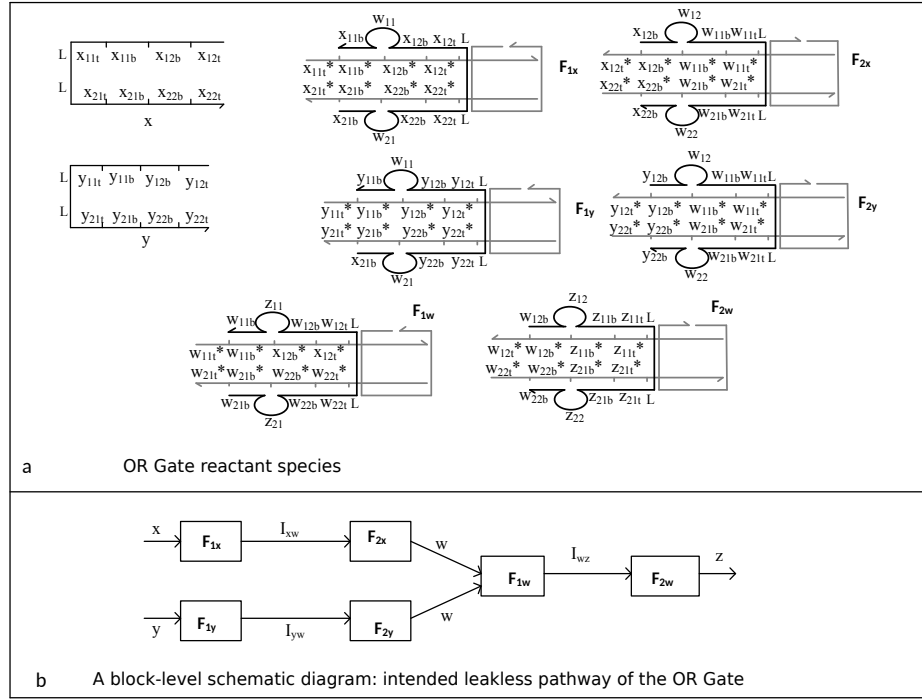 L x11t x11b x12b x12t
L x21t x21b x22b x22t
x
w11
x11b x12b x12t L
x11t* x11b* x12b* x12t*
x21t* x21b* x22b* x22t*
x21b x22b x22t L
w21
F1x
w12
x12b w11b w11t L
x12t* x12b* w11b* w11t*
x22t* x22b* w21b* w21t*
x22b w21b w21t L
w22
F2x
L y11t y11b y12b y12t
L y21t y21b y22b y22t
y
w11
y11b y12b y12t L
y11t* y11b* y12b* y12t*
y21t* y21b* y22b* y22t*
x21b y22b y22t L
w21
F1y
w12
y12b w11b w11t L
y12t* y12b* w11b* w11t*
y22t* y22b* w21b* w21t*
y22b w21b w21t L
w22
F2y
z11
F1w
w11b w12b w12t L
w11t* w11b* x12b* x12t*
w21t* w21b* w22b* w22t*
w21b w22b w22t L
z21
z12
F2w
w12b z11b z11t L
w12t* w12b* z11b* z11t*
w22t* w22b* z21b* z21t*
w22b z21b z21t L
z22
a OR Gate reactant species
x F1x Ixw F2x w
F1w Iwz F2w z
y F1y Iyw F2y w
b A block-level schematic diagram: intended leakless pathway of the OR Gate